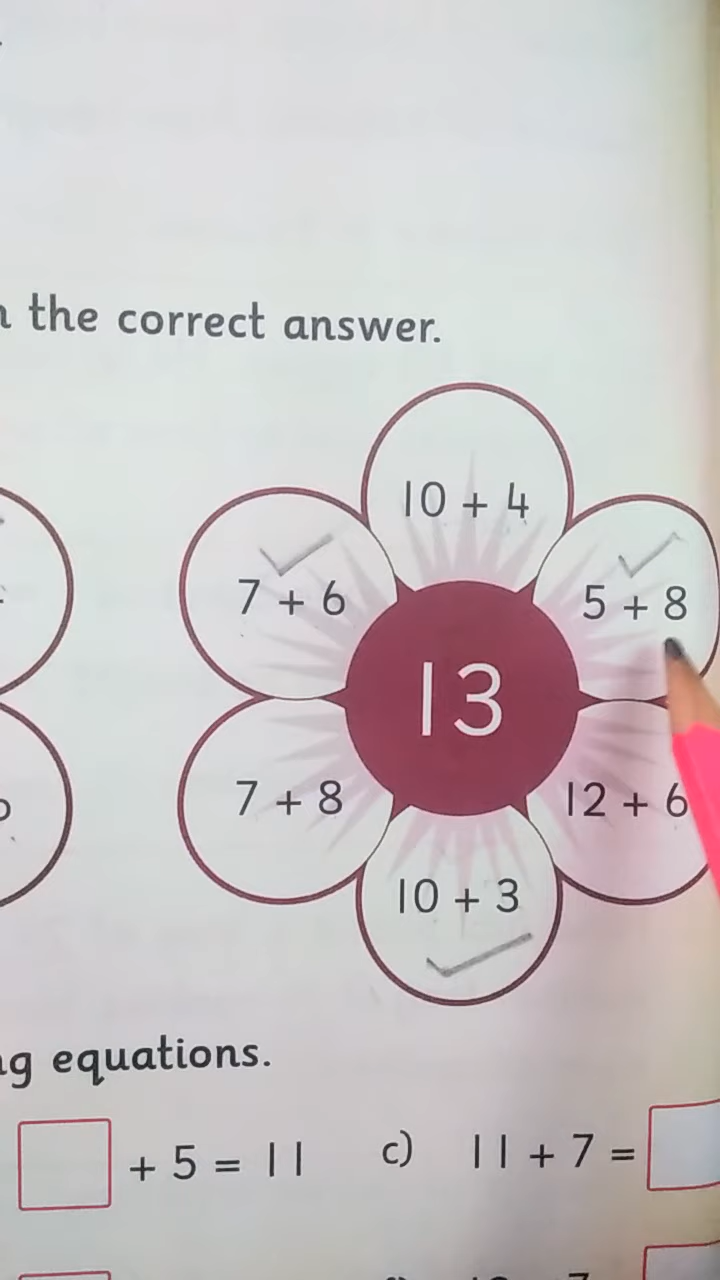 the correct answer.
10 + 4
7 + 6
5 + 8
13
7 + 8
12 + 6
10 + 3
equations.
+ 5 = 11
c) 11 + 7 =